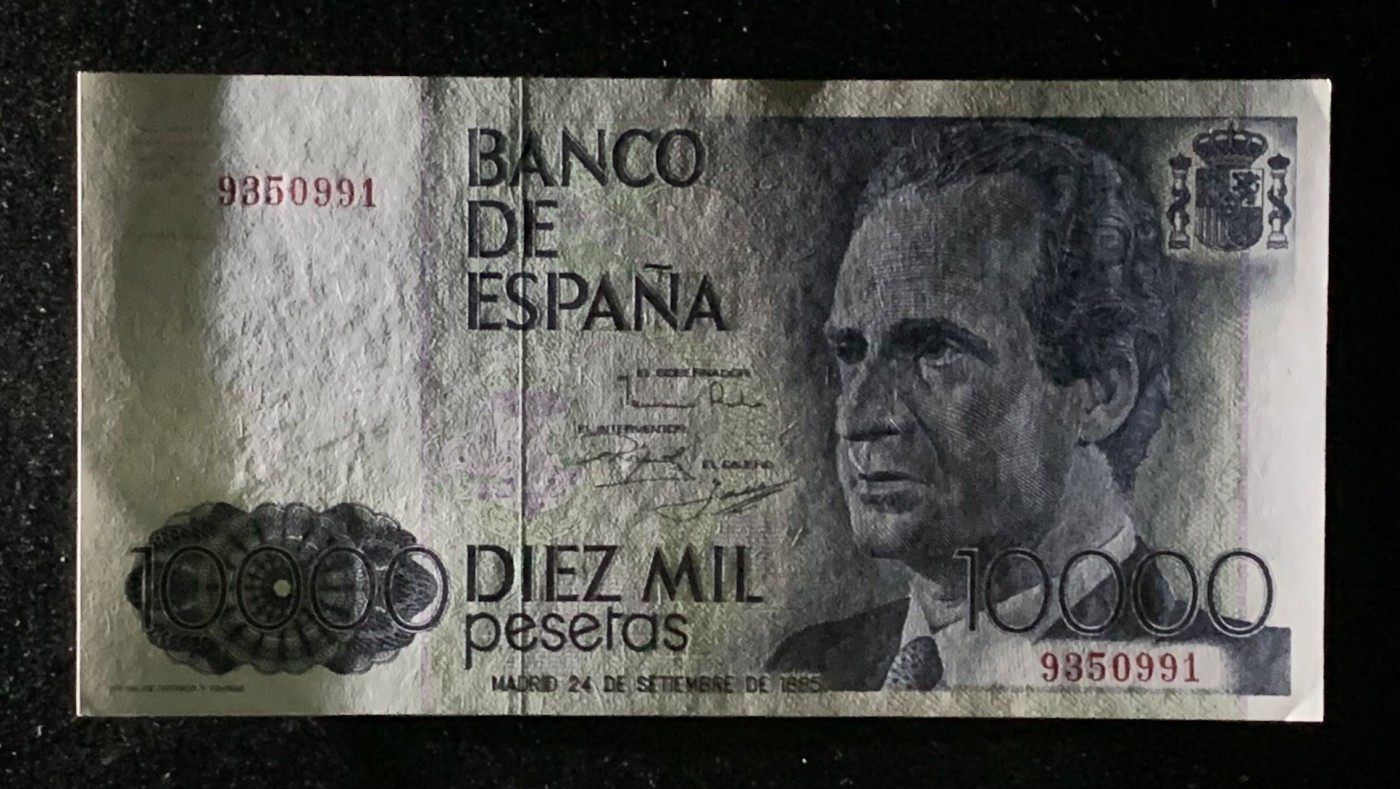 9350991
BANCO
DE
ESPAÑA
EL GOBERNADOR
EL INTERVENTOR
EL CAJERO
10000
DIEZ MIL
pesetas
10000
MADRID 24 DE SETIEMBRE DE 1985
9350991